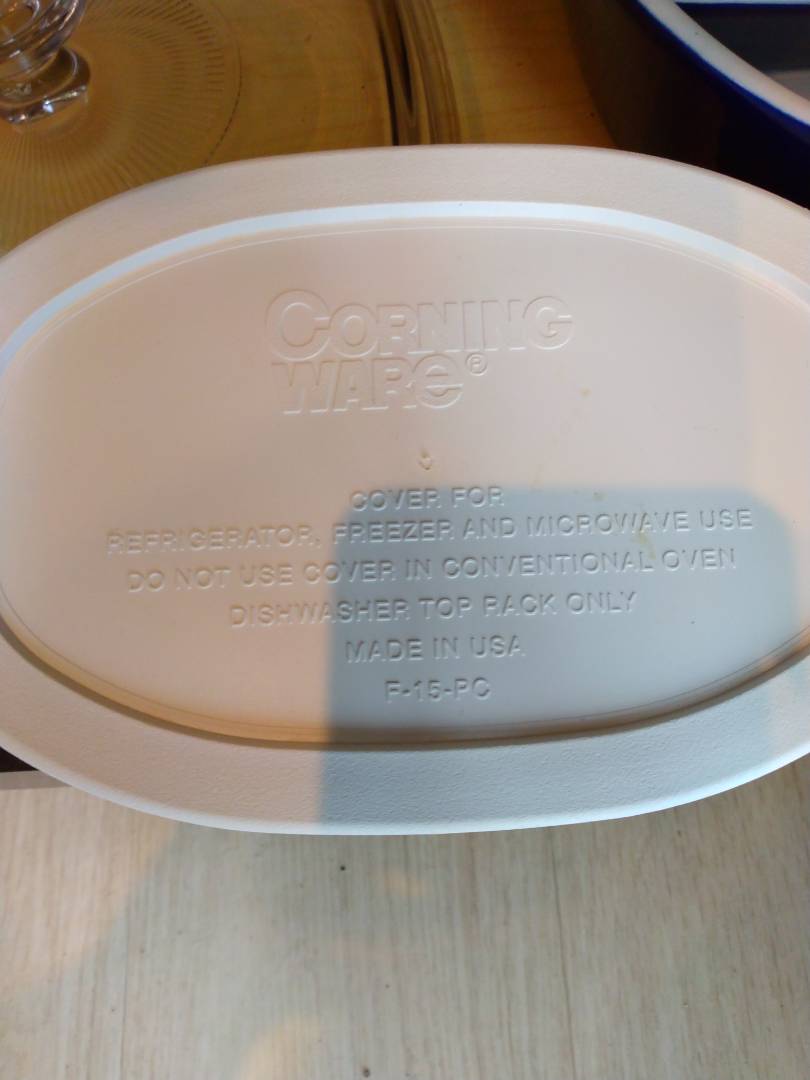 CORNING
WARe®
COVER FOR
REFRIGERATOR, FREEZER AND MICROWAVE USE
DO NOT USE COVER IN CONVENTIONAL OVEN
DISHWASHER TOP RACK ONLY
MADE IN USA
F-15-PC